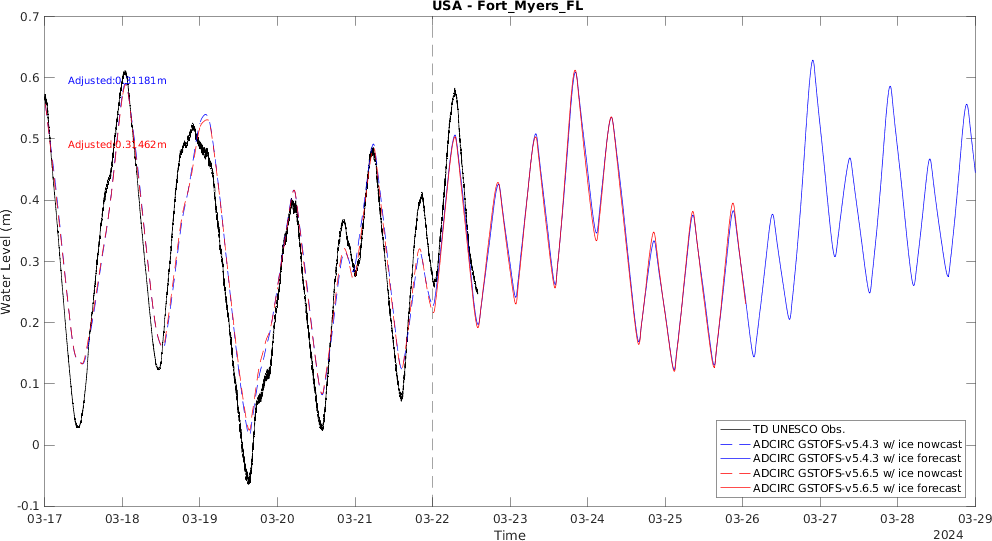 USA - Fort_Myers_FL
0.7
0.6
0.5
0.4
0.3
0.2
0.1
0
-0.1
Water Level (m)
Adjusted:0.31181m
Adjusted:0.31462m
TD UNESCO Obs.
ADCIRC GSTOFS-v5.4.3 w/ ice nowcast
ADCIRC GSTOFS-v5.4.3 w/ ice forecast
ADCIRC GSTOFS-v5.6.5 w/ ice nowcast
ADCIRC GSTOFS-v5.6.5 w/ ice forecast
03-17 03-18 03-19 03-20 03-21 03-22 03-23 03-24 03-25 03-26 03-27 03-28 03-29
Time
2024